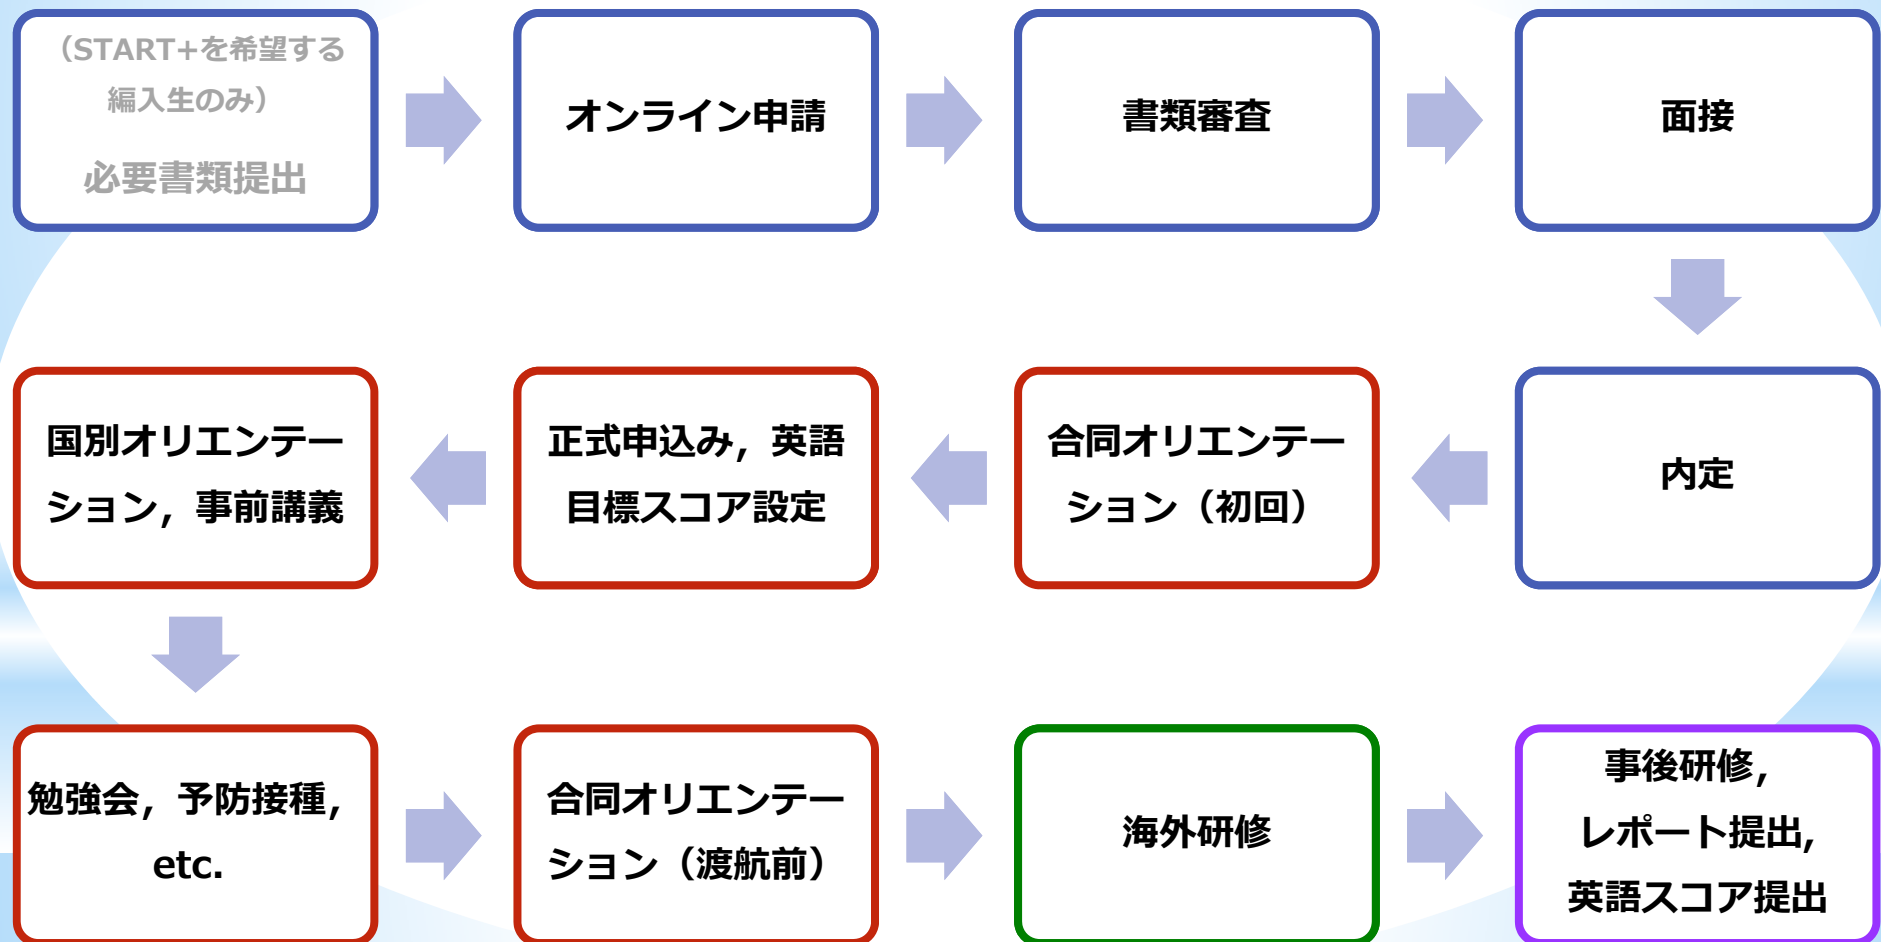 （START+を希望する
編入生のみ）
必要書類提出
オンライン申請
書類審査
面接
内定
合同オリエンテー
ション（初回）
正式申込み，英語
目標スコア設定
国別オリエンテー
ション，事前講義
勉強会，予防接種，
etc.
合同オリエンテー
ション（渡航前）
海外研修
事後研修，
レポート提出，
英語スコア提出